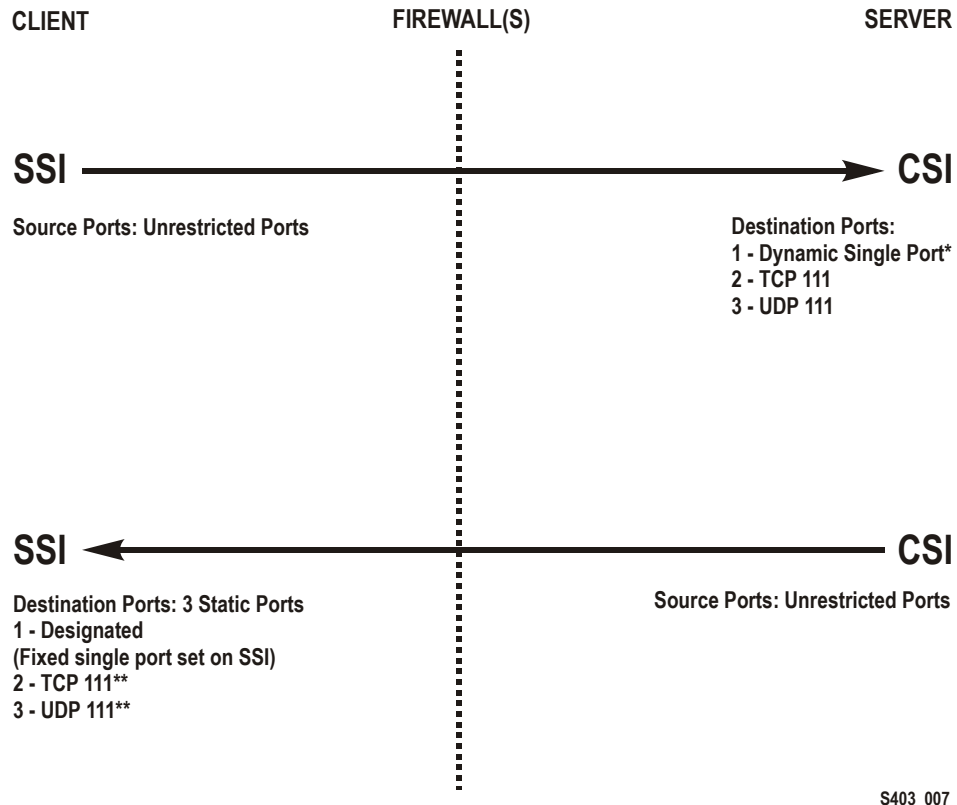 CLIENT
FIREWALL(S)
SERVER
SSI
CSI
Source Ports: Unrestricted Ports
Destination Ports:
1 - Dynamic Single Port*
2 - TCP 111
3 - UDP 111
SSI
CSI
Destination Ports: 3 Static Ports
1 - Designated
(Fixed single port set on SSI)
2 - TCP 111**
3 - UDP 111**
Source Ports: Unrestricted Ports
S403_007